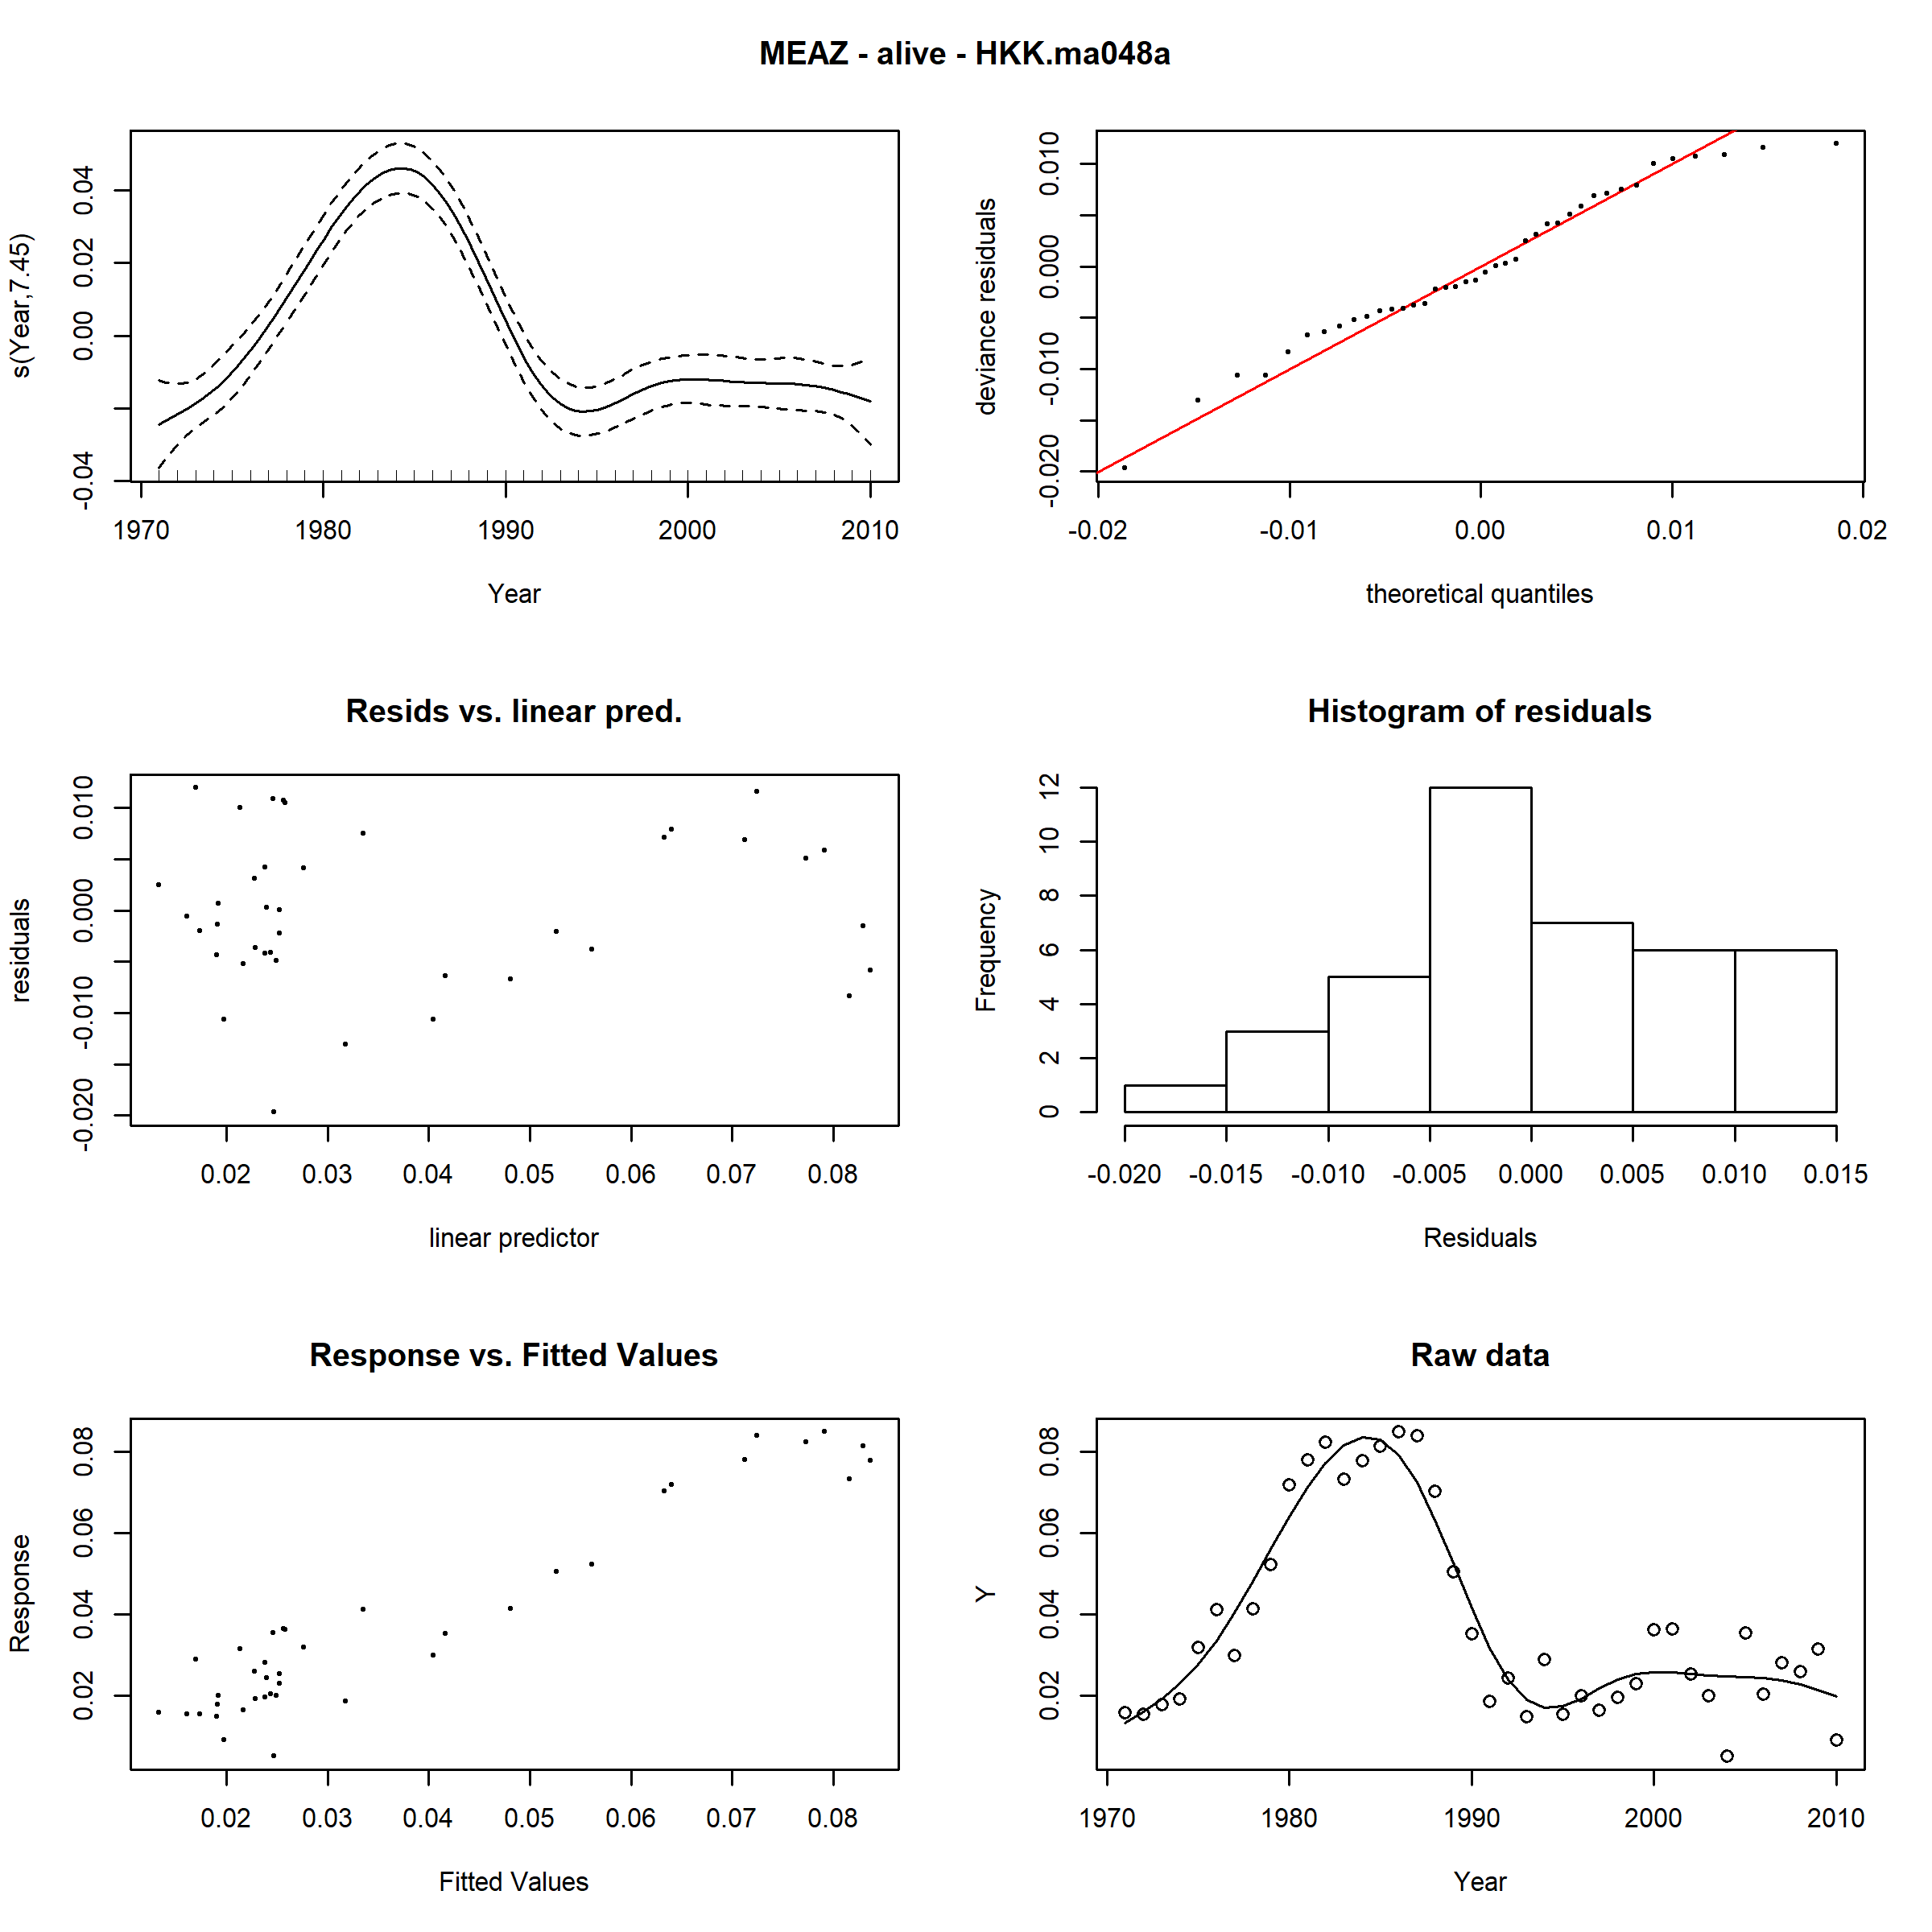 MEAZ - alive - HKK.ma048a
s(Year,7.45)
-0.04 0.00 0.02 0.04
1970 1980 1990 2000 2010
Year
deviance residuals
-0.020 -0.010 0.000 0.010
-0.02 -0.01 0.00 0.01 0.02
theoretical quantiles
Resids vs. linear pred.
residuals
-0.020 -0.010 0.000 0.010
0.02 0.03 0.04 0.05 0.06 0.07 0.08
linear predictor
Histogram of residuals
Frequency
0 2 4 6 8 10 12
-0.020 -0.015 -0.010 -0.005 0.000 0.005 0.010 0.015
Residuals
Response vs. Fitted Values
Response
0.02 0.04 0.06 0.08
0.02 0.03 0.04 0.05 0.06 0.07 0.08
Fitted Values
Raw data
Y
0.02 0.04 0.06 0.08
1970 1980 1990 2000 2010
Year